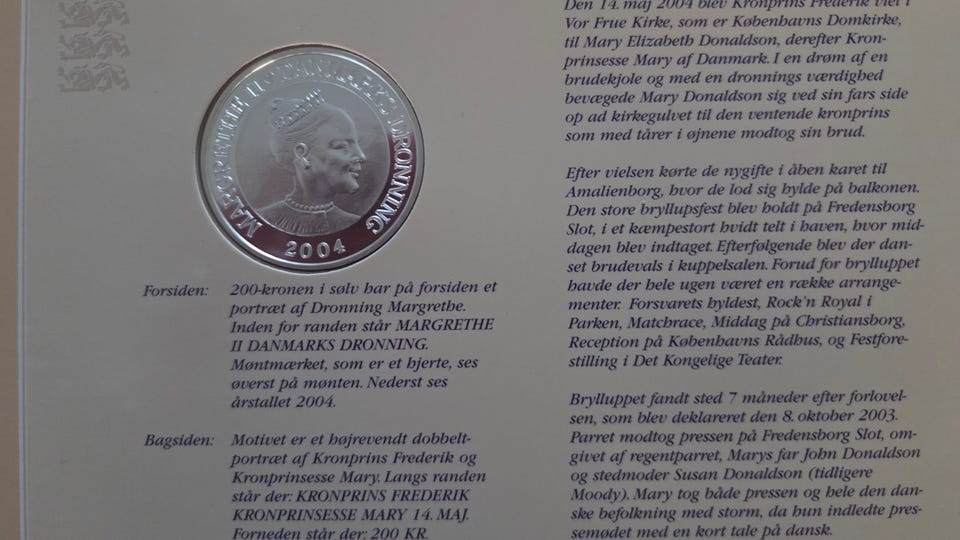 MARGRETHE II DANMARKS DRONNING
2004
Forsiden: 200-kronen i sølv har på forsiden et
portræt af Dronning Margrethe.
Inden for randen står MARGRETHE
II DANMARKS DRONNING.
Møntmærket, som er et hjerte, ses
øverst på mønten. Nederst ses
årstallet 2004.
Bagsiden: Motivet er et højrevendt dobbelt-
portræt af Kronprins Frederik og
Kronprinsesse Mary. Langs randen
står der: KRONPRINS FREDERIK
KRONPRINSESSE MARY 14. MAJ.
Forneden står der: 200 KR.
Den 14. maj 2004 blev Kronprins Frederik viet i
Vor Frue Kirke, som er Københavns Domkirke,
til Mary Elizabeth Donaldson, derefter Kron-
prinsesse Mary af Danmark. I en drøm af en
brudekjole og med en dronnings værdighed
bevægede Mary Donaldson sig ved sin fars side
op ad kirkegulvet til den ventende kronprins
som med tårer i øjnene modtog sin brud.
Efter vielsen kørte de nygifte i åben karet til
Amalienborg, hvor de lod sig hylde på balkonen.
Den store bryllupsfest blev holdt på Fredensborg
Slot, i et kæmpestort hvidt telt i haven, hvor mid-
dagen blev indtaget. Efterfølgende blev der dan-
set brudevals i kuppelsalen. Forud for brylluppet
havde der hele ugen været en række arrange-
menter. Forsvarets hyldest, Rock'n Royal i
Parken, Matchrace, Middag på Christiansborg,
Reception på Københavns Rådhus, og Festfore-
stilling i Det Kongelige Teater.
Brylluppet fandt sted 7 måneder efter forlovel-
sen, som blev deklareret den 8. oktober 2003.
Parret modtog pressen på Fredensborg Slot, om-
givet af regentparret, Marys far John Donaldson
og stedmoder Susan Donaldson (tidligere
Moody). Mary tog både pressen og hele den dan-
ske befolkning med storm, da hun indledte pres-
semødet med en kort tale på dansk.